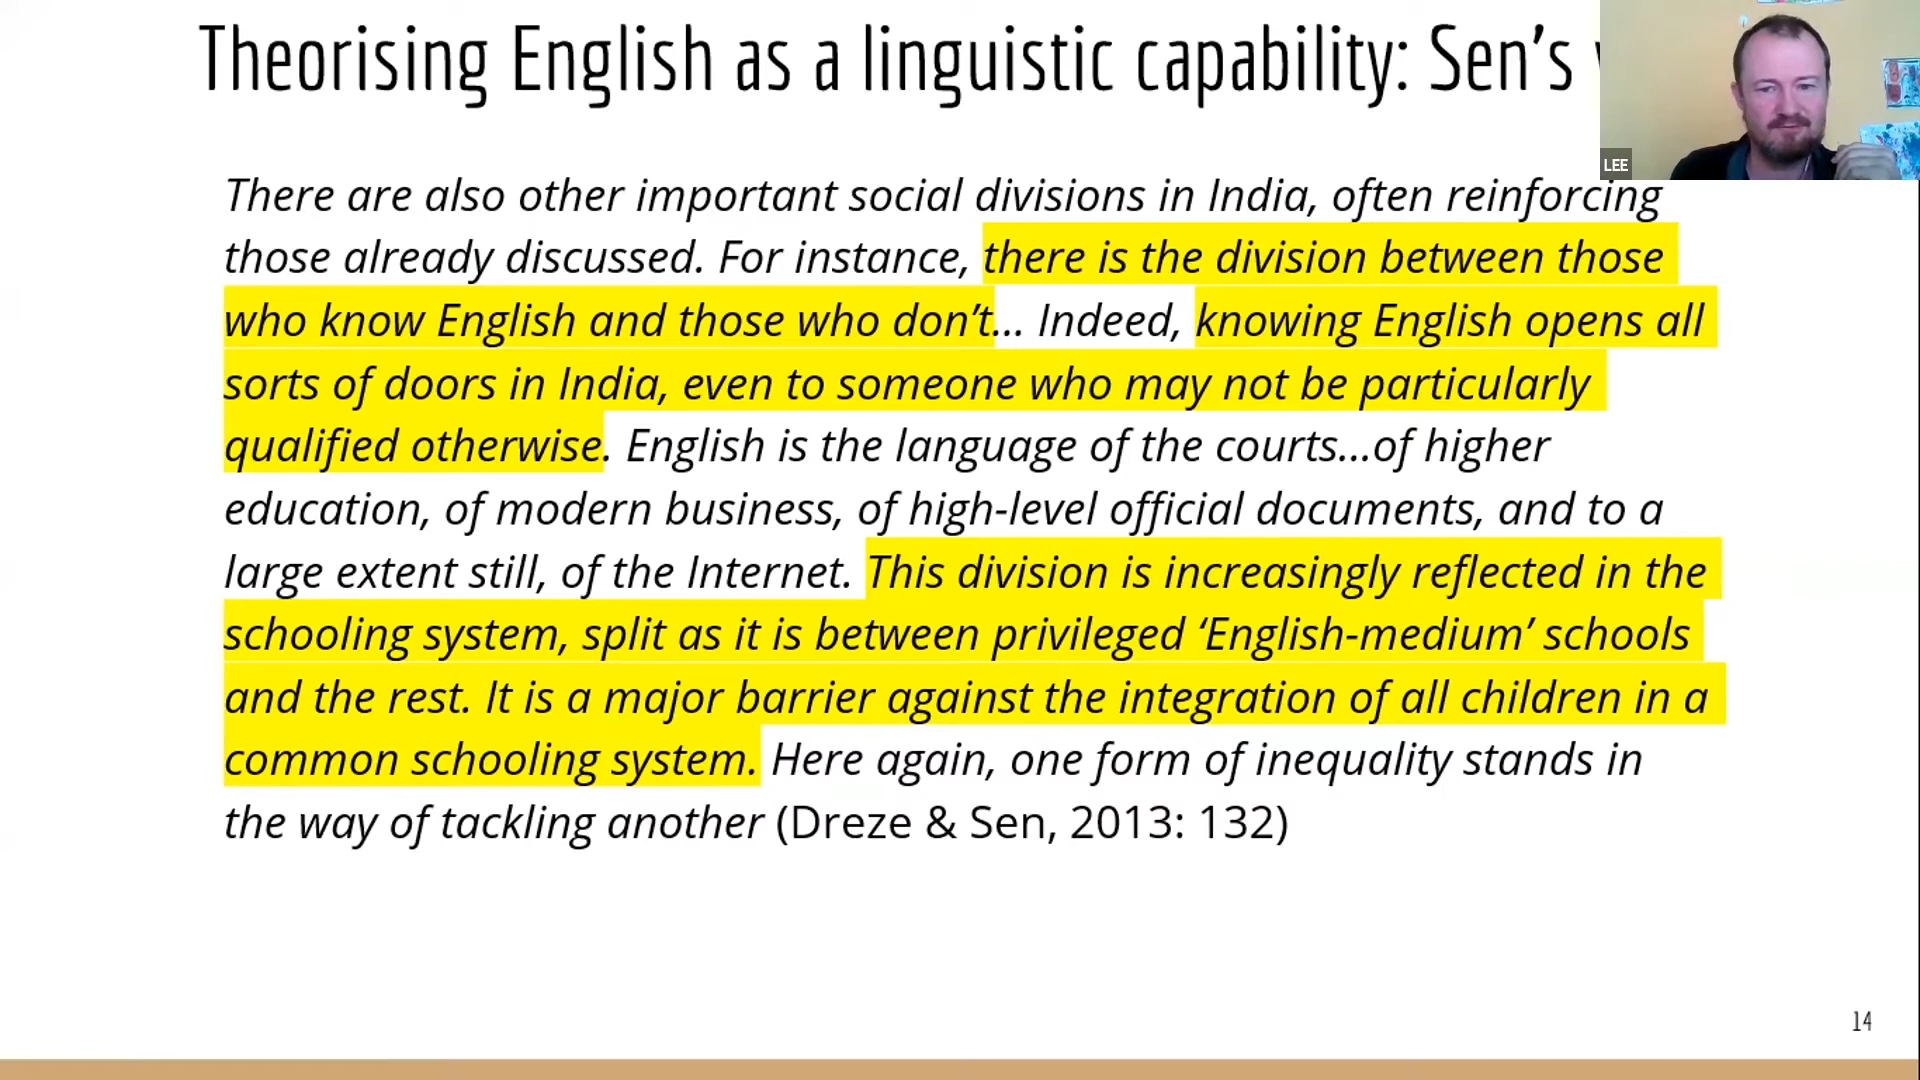 Theorising English as a linguistic capability: Sen's
LEE
There are also other important social divisions in India, often reinforcing
those already discussed. For instance, there is the division between those
who know English and those who don’t... Indeed, knowing English opens all
sorts of doors in India, even to someone who may not be particularly
qualified otherwise. English is the language of the courts...of higher
education, of modern business, of high-level official documents, and to a
large extent still, of the Internet. This division is increasingly reflected in the
schooling system, split as it is between privileged ‘English-medium’ schools
and the rest. It is a major barrier against the integration of all children in a
common schooling system. Here again, one form of inequality stands in
the way of tackling another (Dreze & Sen, 2013: 132)
14